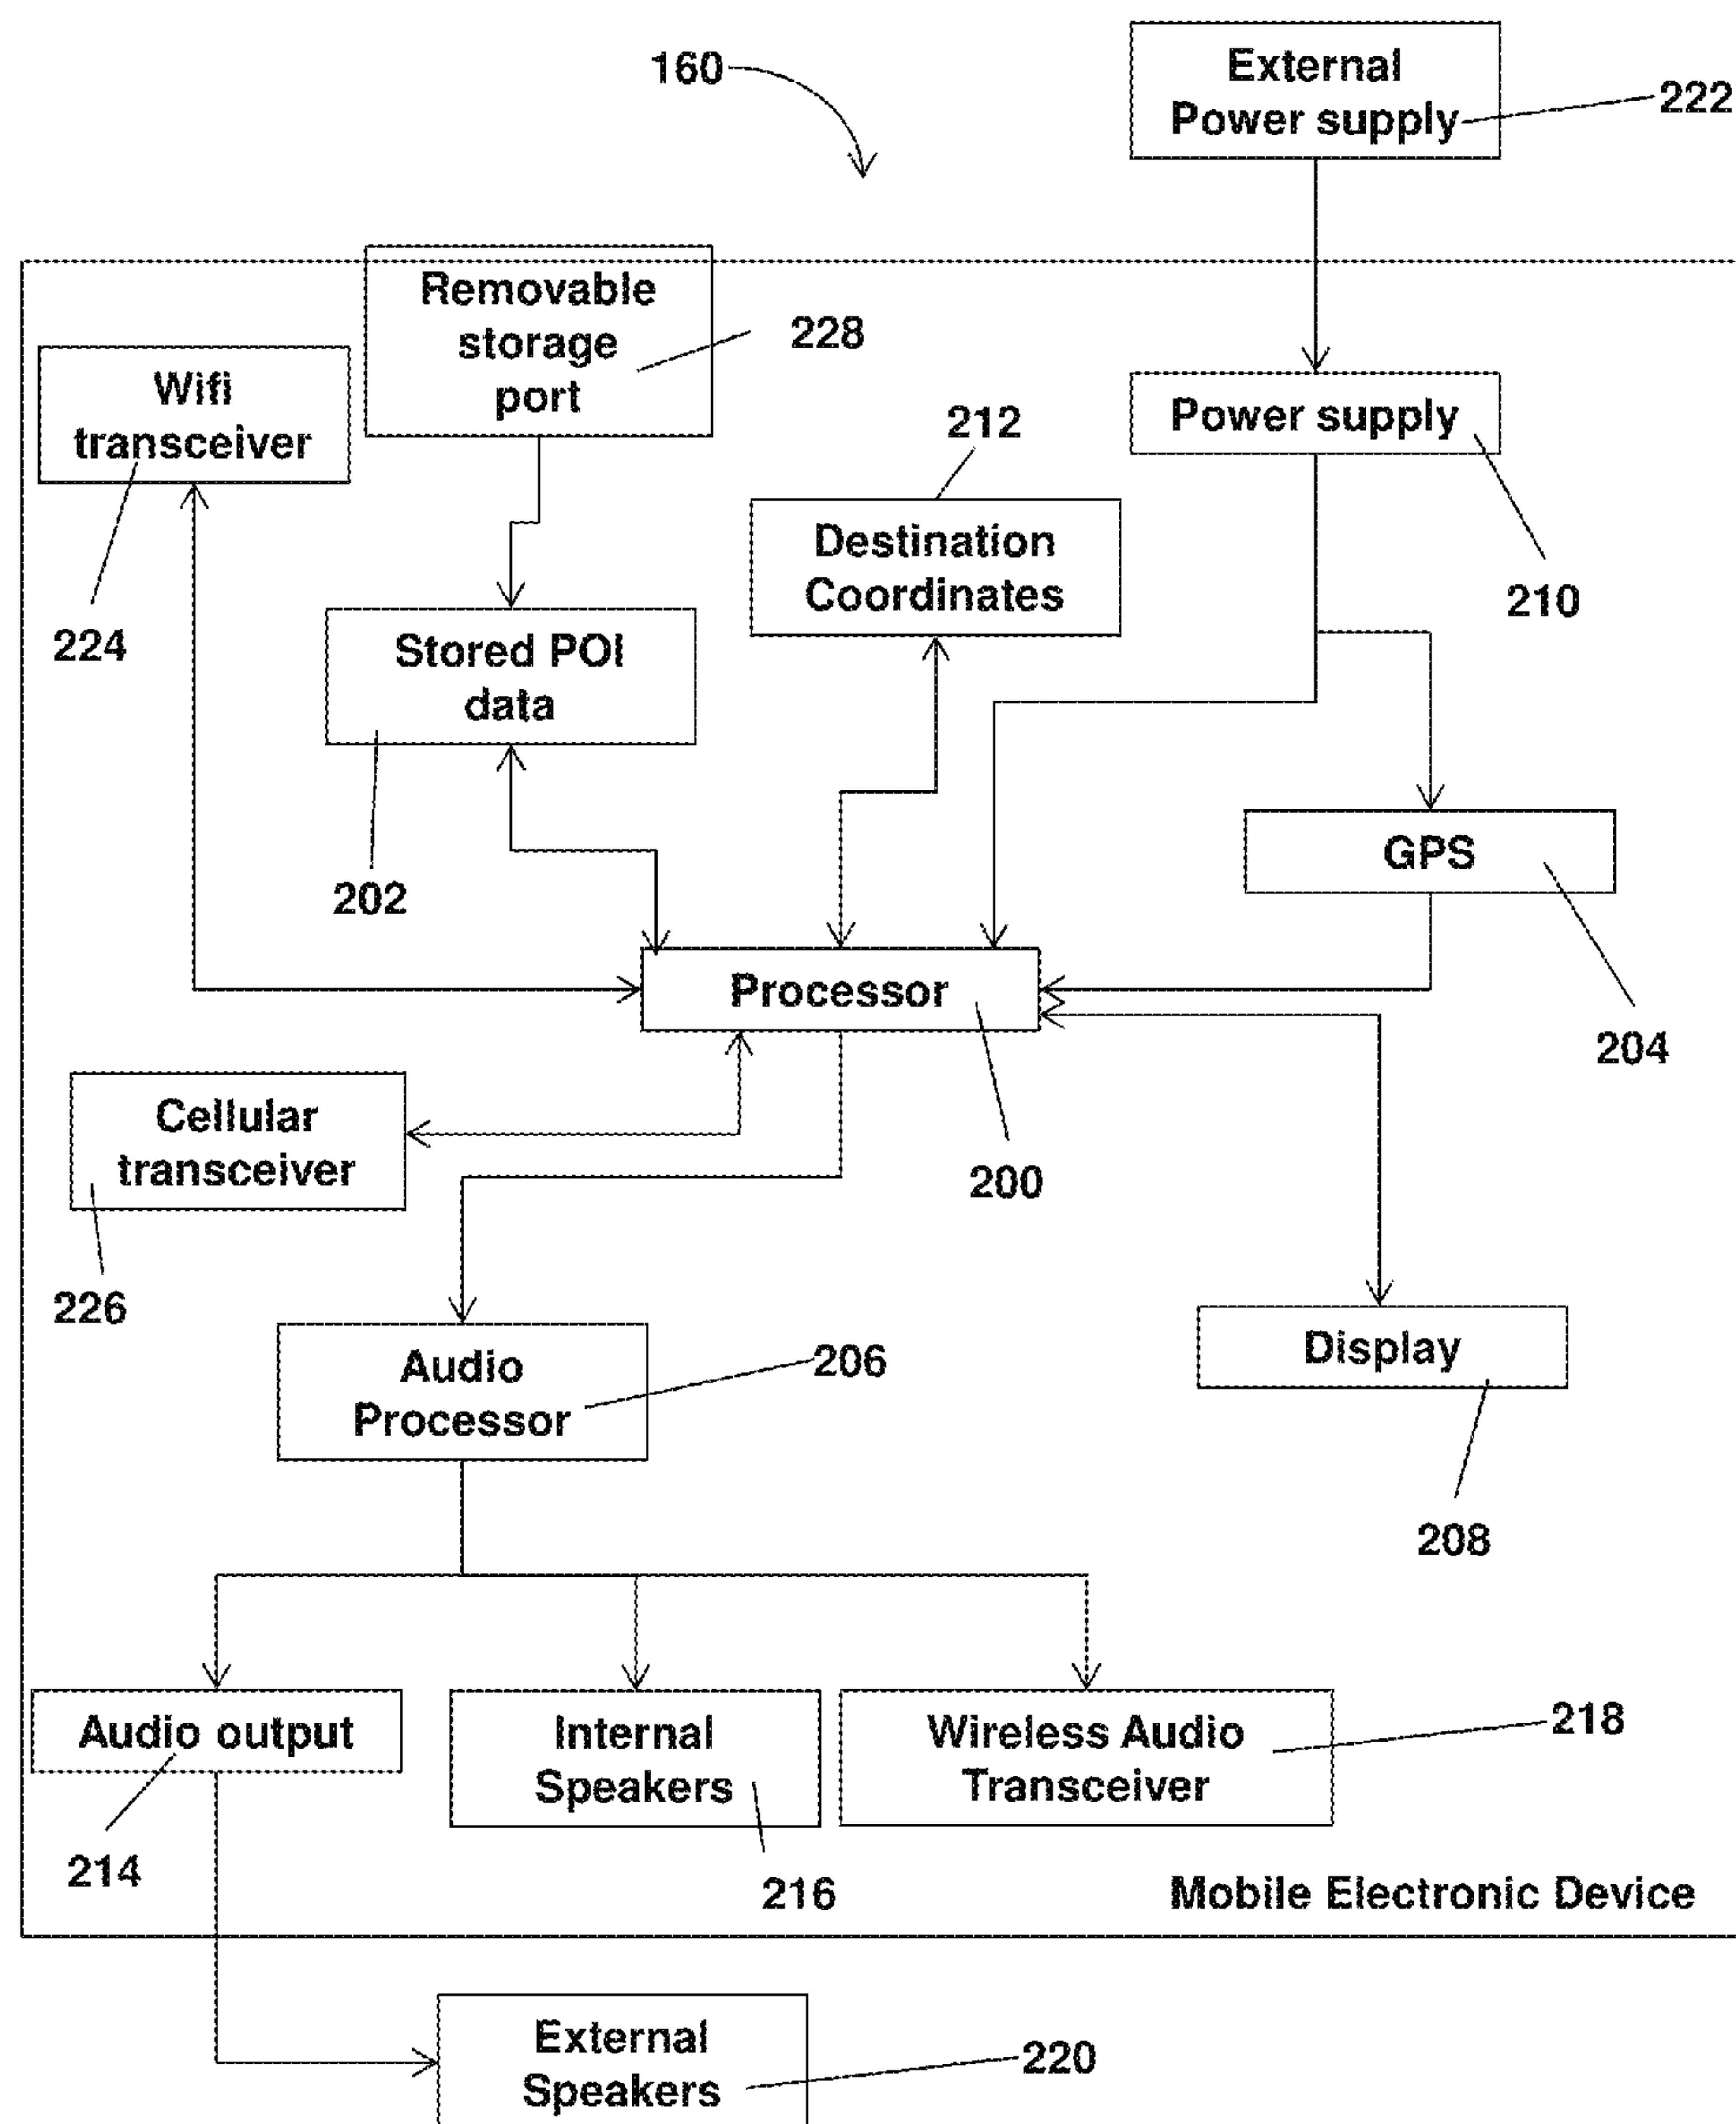 160
External
Power supply
222
Removable
storage
port
228
Wifi
transceiver
224
Power supply
210
212
Destination
Coordinates
Stored POI
data
202
GPS
204
Processor
200
Cellular
transceiver
226
Audio
Processor
206
Display
208
Audio output
214
Internal
Speakers
216
Wireless Audio
Transceiver
218
Mobile Electronic Device
External
Speakers
220